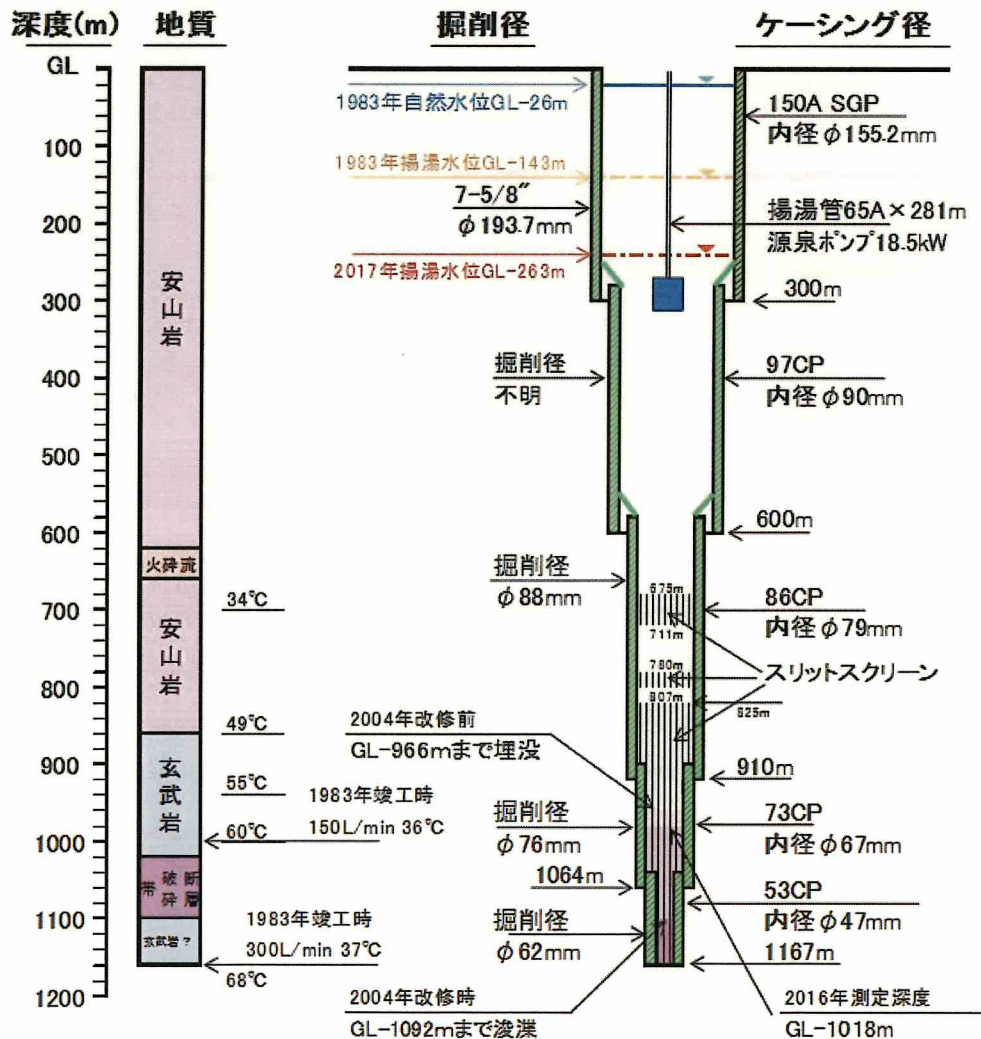 深度(m) 地質 掘削径 ケーシング径
GL
100
200
300
400
500
600
700
800
900
1000
1100
1200
安山岩
火砕流
安山岩
玄武岩
断層破砕帯
玄武岩?
34℃
49℃
55℃
60℃
68℃
1983年竣工時
150L/min 36℃
1983年竣工時
300L/min 37℃
1983年自然水位GL-26m
1983年揚湯水位GL-143m
7-5/8"
φ193.7mm
2017年揚湯水位GL-263m
掘削径
不明
掘削径
φ88mm
2004年改修前
GL-966mまで埋没
掘削径
φ76mm
1064m
掘削径
φ62mm
2004年改修時
GL-1092mまで浚渫
675m
711m
780m
807m
150A SGP
内径φ155.2mm
揚湯管65A×281m
源泉ポンプ18.5kW
300m
97CP
内径φ90mm
600m
86CP
内径φ79mm
スリットスクリーン
825m
910m
73CP
内径φ67mm
53CP
内径φ47mm
1167m
2016年測定深度
GL-1018m